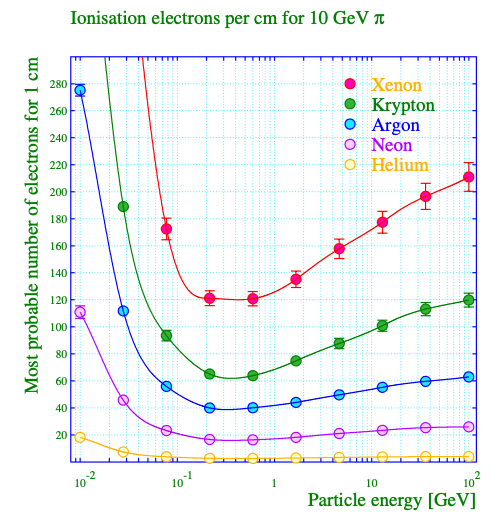 Ionisation electrons per cm for 10 GeV π
Most probable number of electrons for 1 cm
280
260
240
220
200
180
160
140
120
100
80
60
40
20
Xenon
Krypton
Argon
Neon
Helium
10⁻² 10⁻¹ 1 10 10²
Particle energy [GeV]